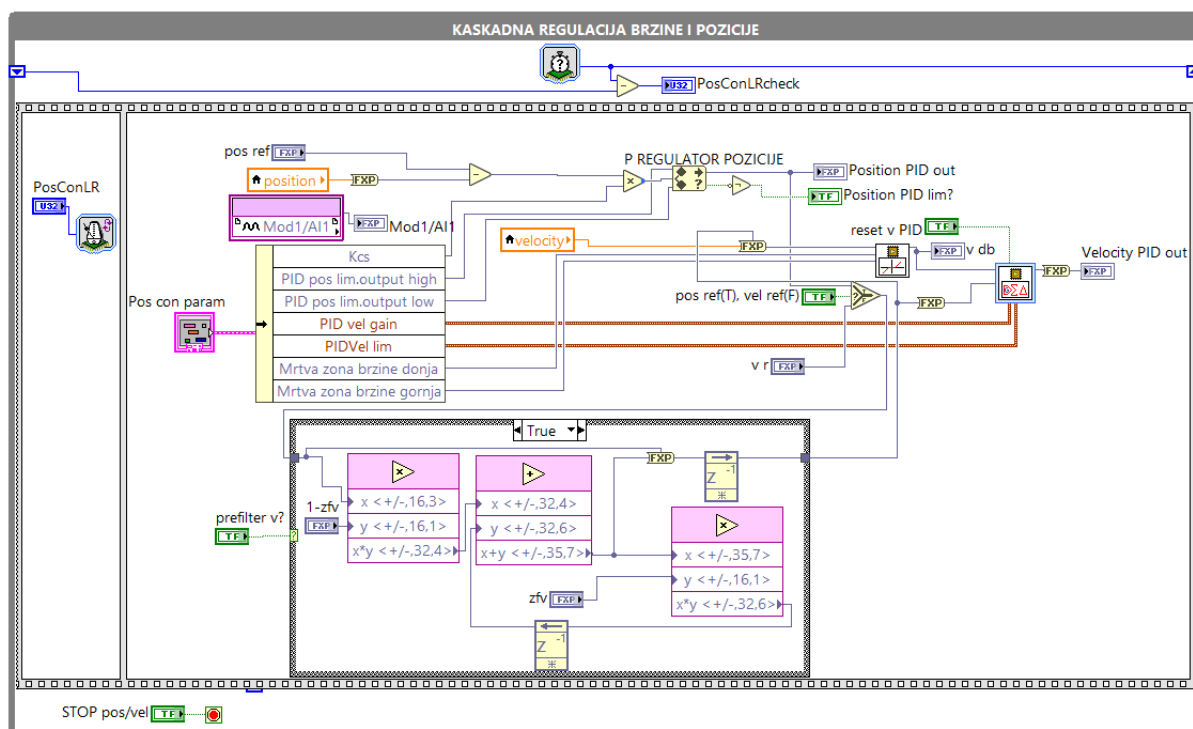 KASKADNA REGULACIJA BRZINE I POZICIJE
?
U32
PosConLRcheck
PosConLR
U32
pos ref
FXP
position
FXP
P REGULATOR POZICIJE
?
FXP
Position PID out
TF
Position PID lim?
Mod1/AI1
FXP
Mod1/AI1
velocity
FXP
reset v PID
TF
FXP
v db
Velocity PID out
FXP
FXP
Pos con param
Kcs
PID pos lim.output high
PID pos lim.output low
PID vel gain
PIDVel lim
Mrtva zona brzine donja
Mrtva zona brzine gornja
pos ref(T), vel ref(F)
TF
FXP
v r
FXP
True
prefilter v?
TF
?
1-zfv
FXP
x <+/-,16,3>
y <+/-,16,1>
x*y <+/-,32,4>
x <+/-,32,4>
y <+/-,32,6>
x+y <+/-,35,7>
FXP
Z -1
x <+/-,35,7>
y <+/-,16,1>
x*y <+/-,32,6>
zfv
FXP
Z -1
STOP pos/vel
TF